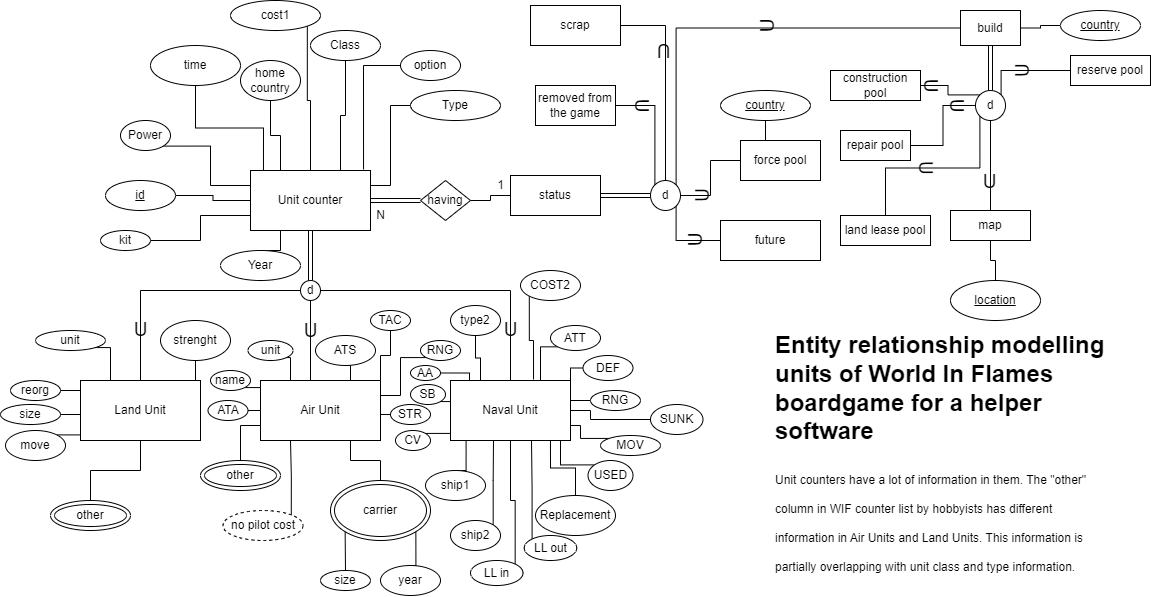 cost1
Class
time
home
country
option
Type
Power
id
kit
Year
Unit counter
N
having
1
status
d
scrap
removed from
the game
country
force pool
future
build
country
reserve pool
construction
pool
d
repair pool
land lease pool
map
location
d
unit
strenght
reorg
size
move
Land Unit
other
unit
ATS
TAC
name
ATA
Air Unit
RNG
STR
other
no pilot cost
carrier
size
year
type2
COST2
ATT
AA
SB
CV
Naval Unit
DEF
RNG
SUNK
MOV
USED
Replacement
ship1
ship2
LL in
LL out
Entity relationship modelling
units of World In Flames
boardgame for a helper
software
Unit counters have a lot of information in them. The "other"
column in WIF counter list by hobbyists has different
information in Air Units and Land Units. This information is
partially overlapping with unit class and type information.